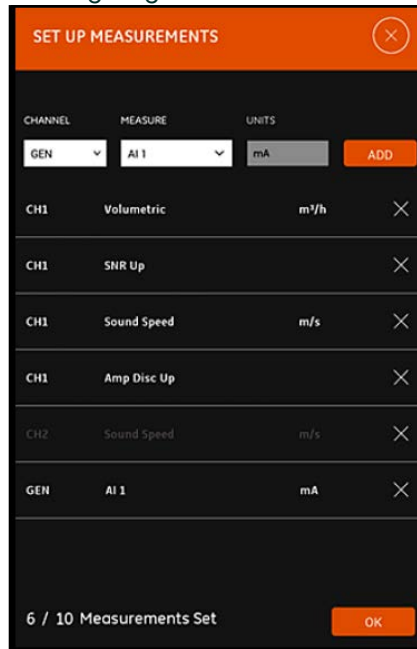 SET UP MEASUREMENTS
CHANNEL MEASURE UNITS
GEN AI 1 mA ADD
CH1 Volumetric m³/h
CH1 SNR Up
CH1 Sound Speed m/s
CH1 Amp Disc Up
CH2 Sound Speed m/s
GEN AI 1 mA
6 / 10 Measurements Set OK